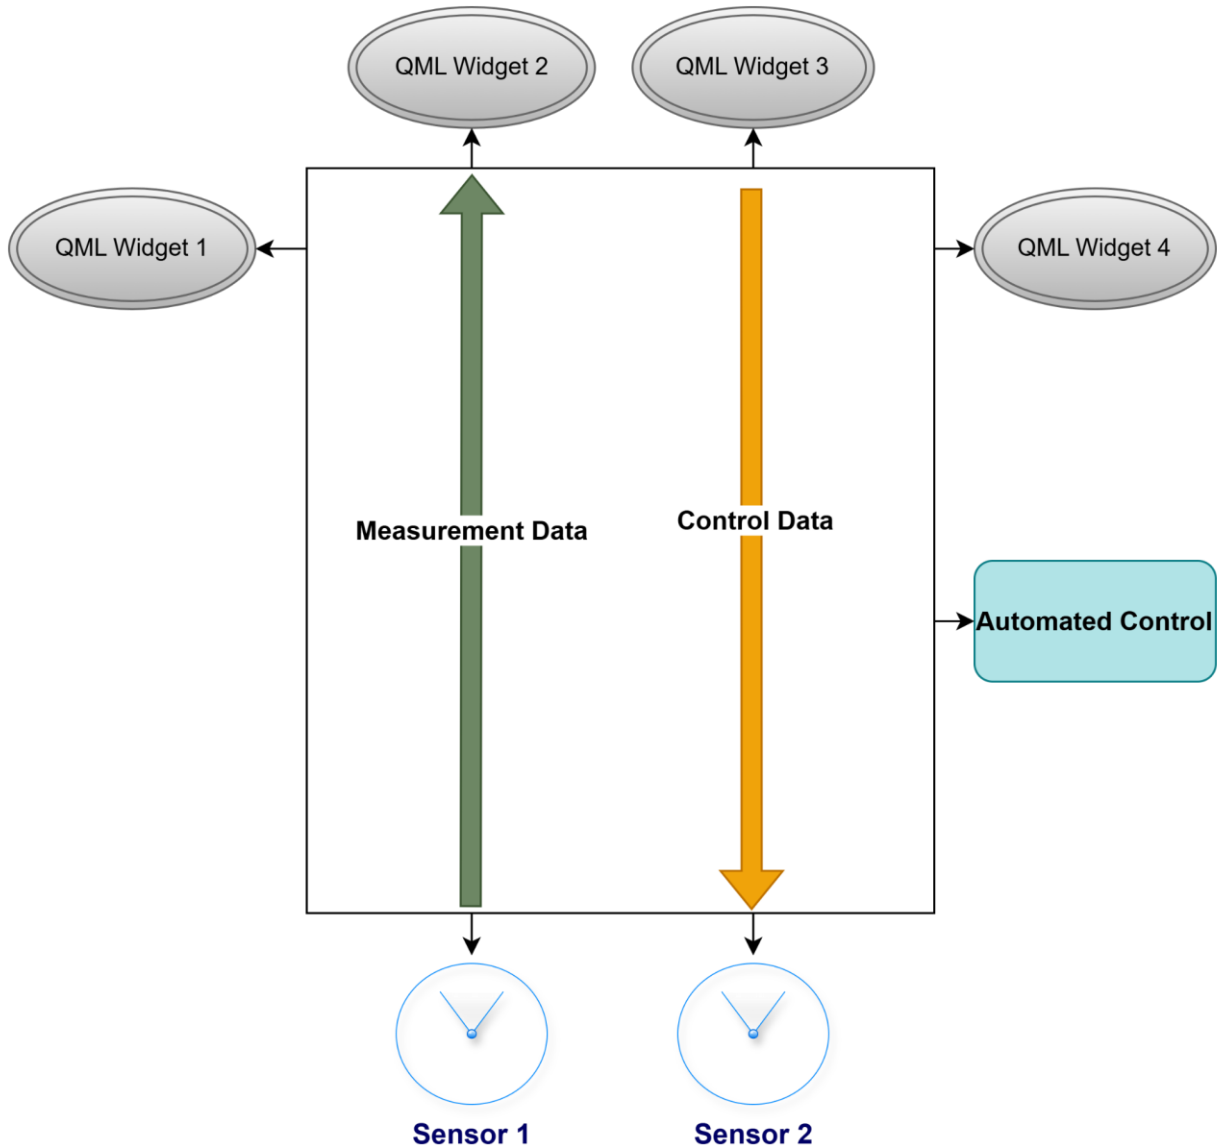 QML Widget 2
QML Widget 3
QML Widget 1
QML Widget 4
Measurement Data
Control Data
Automated Control
Sensor 1
Sensor 2